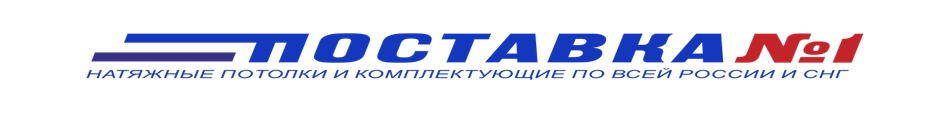 ПОСТАВКА №1
НАТЯЖНЫЕ ПОТОЛКИ И КОМПЛЕКТУЮЩИЕ ПО ВСЕЙ РОССИИ И СНГ